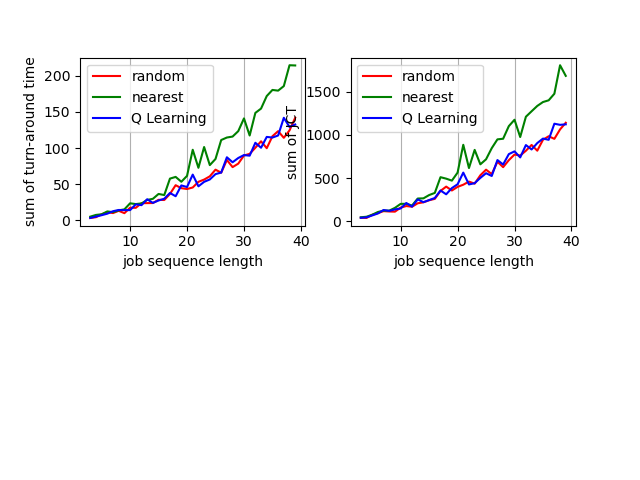 sum of turn-around time
200
150
100
50
0
random
nearest
Q Learning
10
20
30
40
job sequence length
sum of
1500
1000
500
0
random
nearest
Q Learning
10
20
30
40
job sequence length